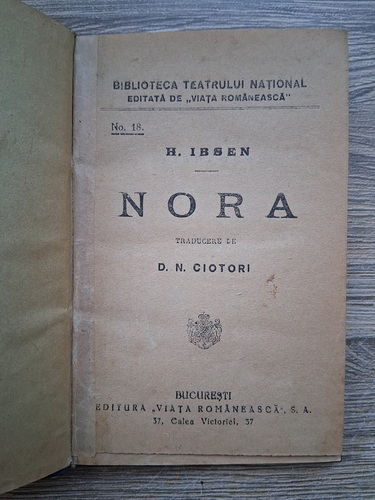 BIBLIOTECA TEATRULUI NAȚIONAL
EDITATĂ DE „VIAȚA ROMÂNEASCĂ"
No. 18.
H. IBSEN
NORA
TRADUCERE DE
D. N. CIOTORI
BUCUREȘTI
EDITURA „VIAȚA ROMÂNEASCĂ", S. A.
37, Calea Victoriei, 37